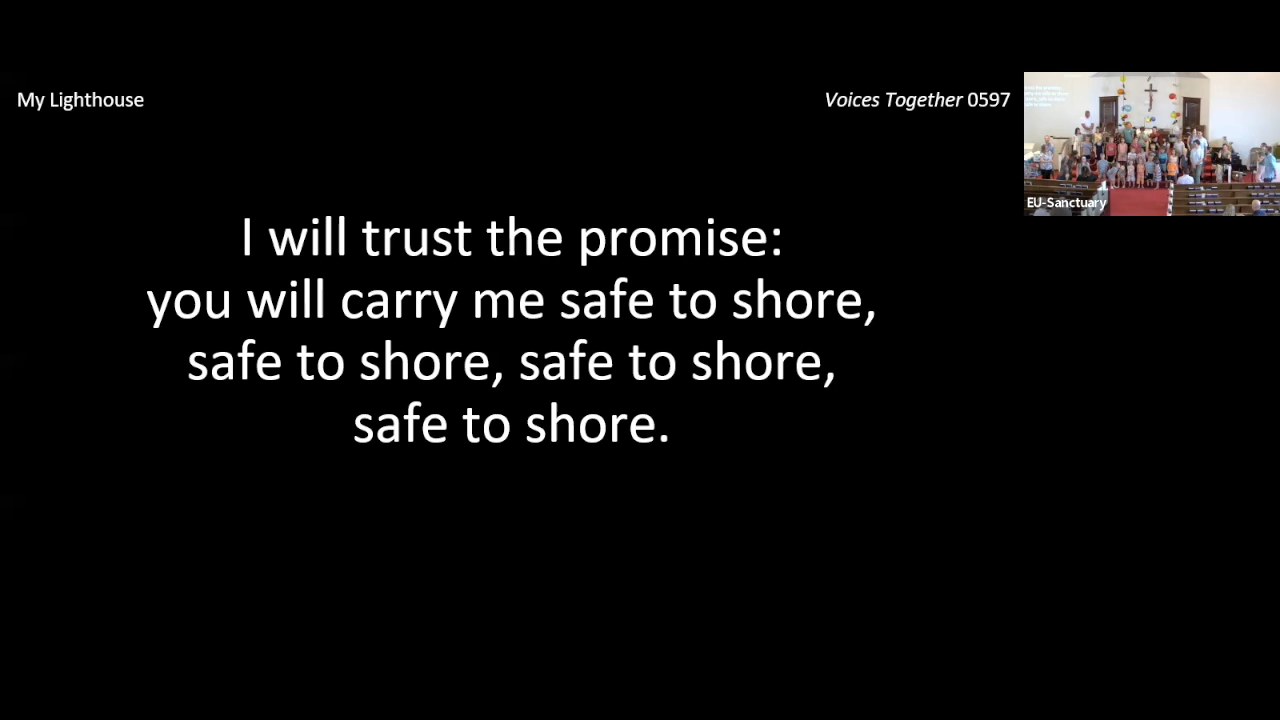 My Lighthouse
Voices Together 0597
I will trust the promise:
you will carry me safe to shore,
safe to shore, safe to shore,
safe to shore.
EU-Sanctuary